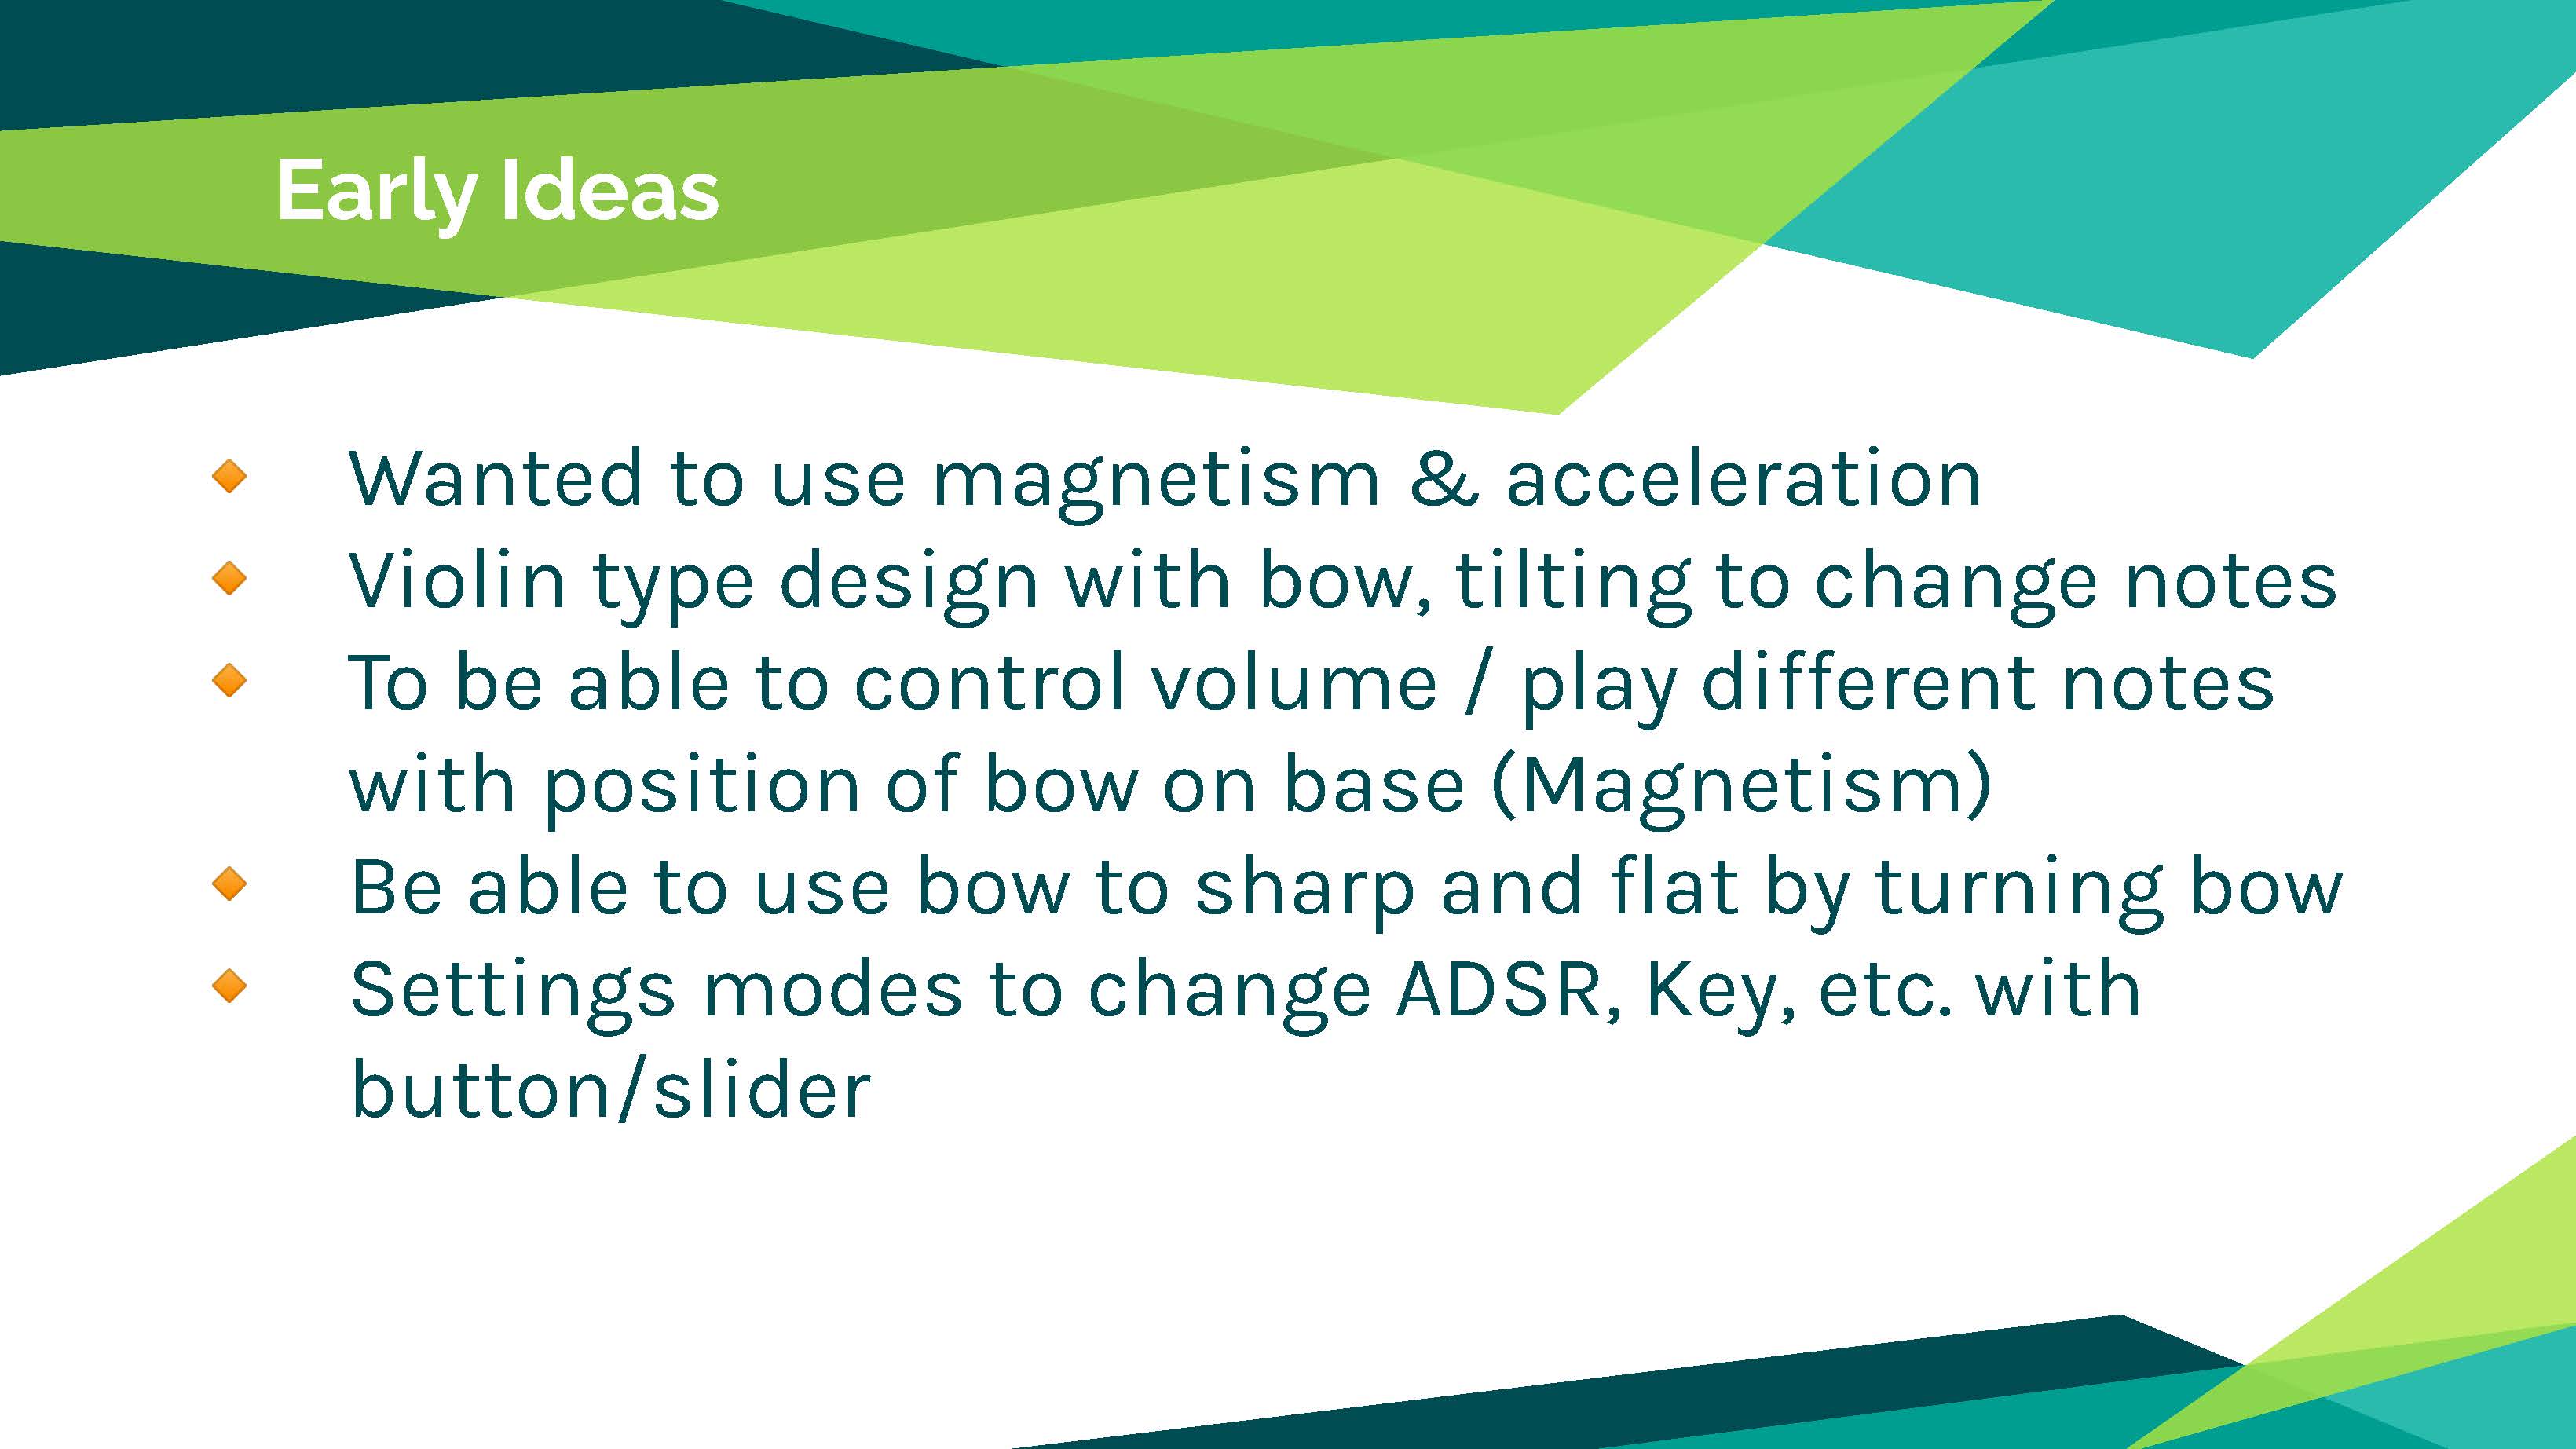 Early Ideas
🔸 Wanted to use magnetism & acceleration
🔸 Violin type design with bow, tilting to change notes
🔸 To be able to control volume / play different notes
with position of bow on base (Magnetism)
🔸 Be able to use bow to sharp and flat by turning bow
🔸 Settings modes to change ADSR, Key, etc. with
button/slider